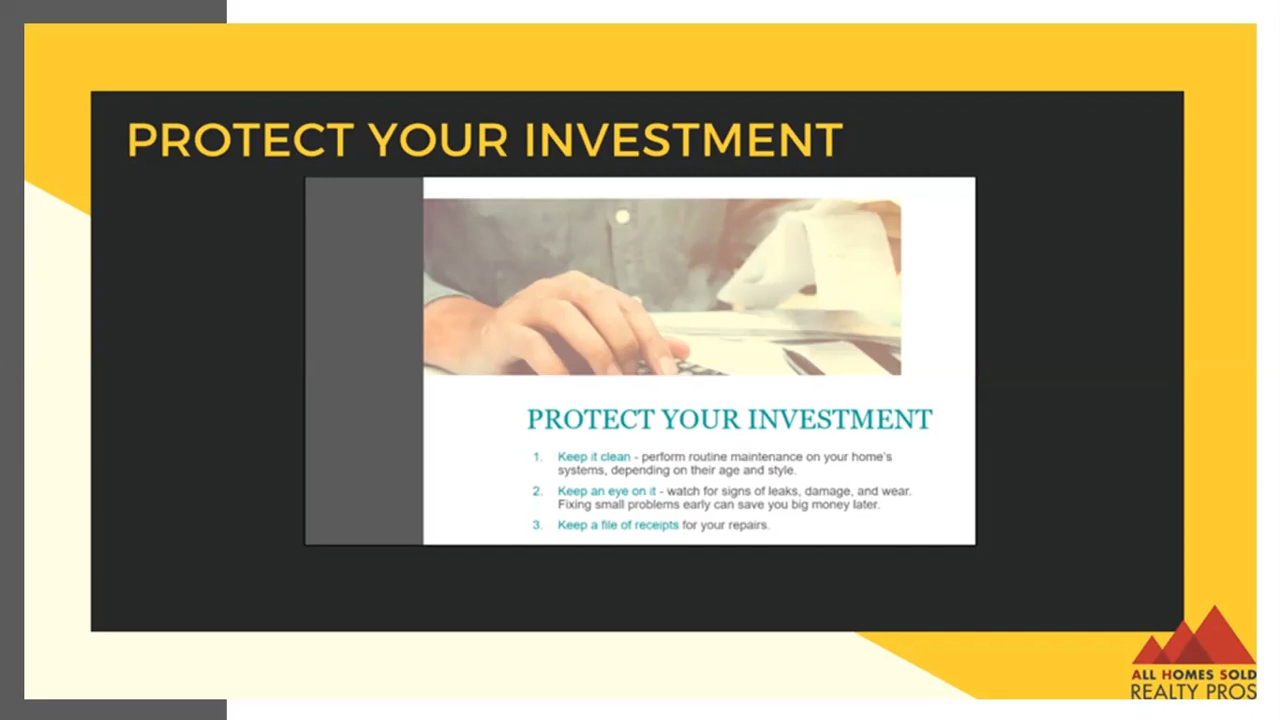 PROTECT YOUR INVESTMENT
PROTECT YOUR INVESTMENT
1. Keep it clean - perform routine maintenance on your home's
systems, depending on their age and style.
2. Keep an eye on it - watch for signs of leaks, damage, and wear.
Fixing small problems early can save you big money later.
3. Keep a file of receipts for your repairs.
ALL HOMES SOLD
REALTY PROS